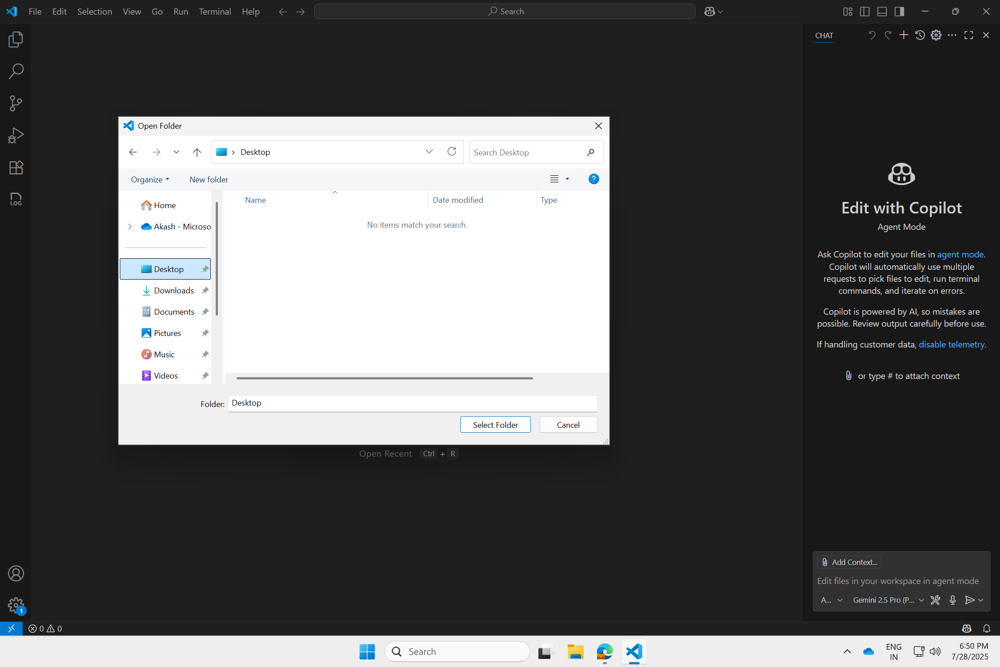 File Edit Selection View Go Run Terminal Help
Search
CHAT
LOG
Open Folder
Desktop
Search Desktop
Organize New folder
Home
Akash - Microso
Desktop
Downloads
Documents
Pictures
Music
Videos
Name Date modified Type
No items match your search.
Folder: Desktop
Select Folder Cancel
Open Recent Ctrl + R
Edit with Copilot
Agent Mode
Ask Copilot to edit your files in agent mode.
Copilot will automatically use multiple
requests to pick files to edit, run terminal
commands, and iterate on errors.
Copilot is powered by AI, so mistakes are
possible. Review output carefully before use.
If handling customer data, disable telemetry.
or type # to attach context
Add Context...
Edit files in your workspace in agent mode
A... Gemini 2.5 Pro (P...
1
0 0
Search
ENG
IN
6:50 PM
7/28/2025